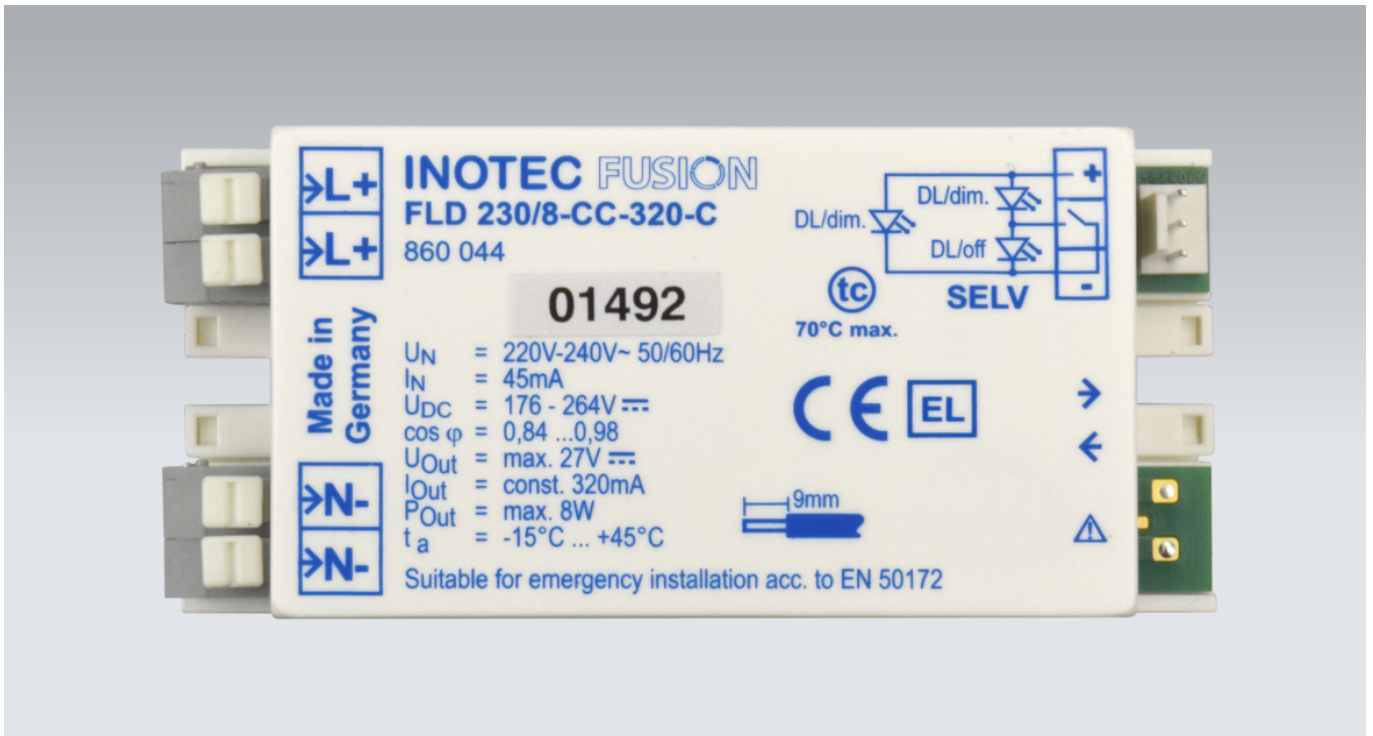 >L+
>L+
INOTEC FUSION
FLD 230/8-CC-320-C
860 044
01492
Made in
Germany
UN = 220V-240V~ 50/60Hz
IN = 45mA
UDC = 176 - 264V
cos φ = 0,84 ...0,98
UOut = max. 27V
IOut = const. 320mA
POut = max. 8W
ta = -15°C ... +45°C
Suitable for emergency installation acc. to EN 50172
>N-
>N-
DL/dim.
DL/dim.
DL/off
+
-
SELV
tc
70°C max.
CE EL
9mm